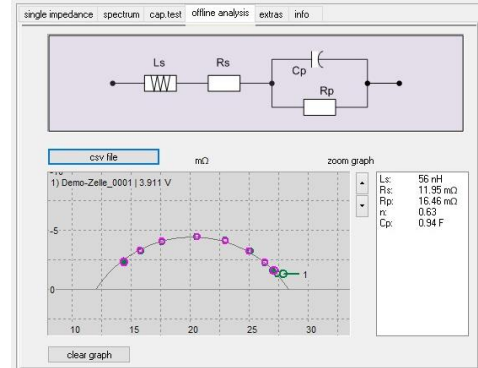 single impedance spectrum cap.test offline analysis extras info
Ls Rs Cp
Rp
csv file mΩ zoom graph
-10
1) Demo-Zelle_0001 | 3.911 V
-5
0
1
10 15 20 25 30
Ls: 56 nH
Rs: 11.95 mΩ
Rp: 16.46 mΩ
n: 0.63
Cp: 0.94 F
clear graph